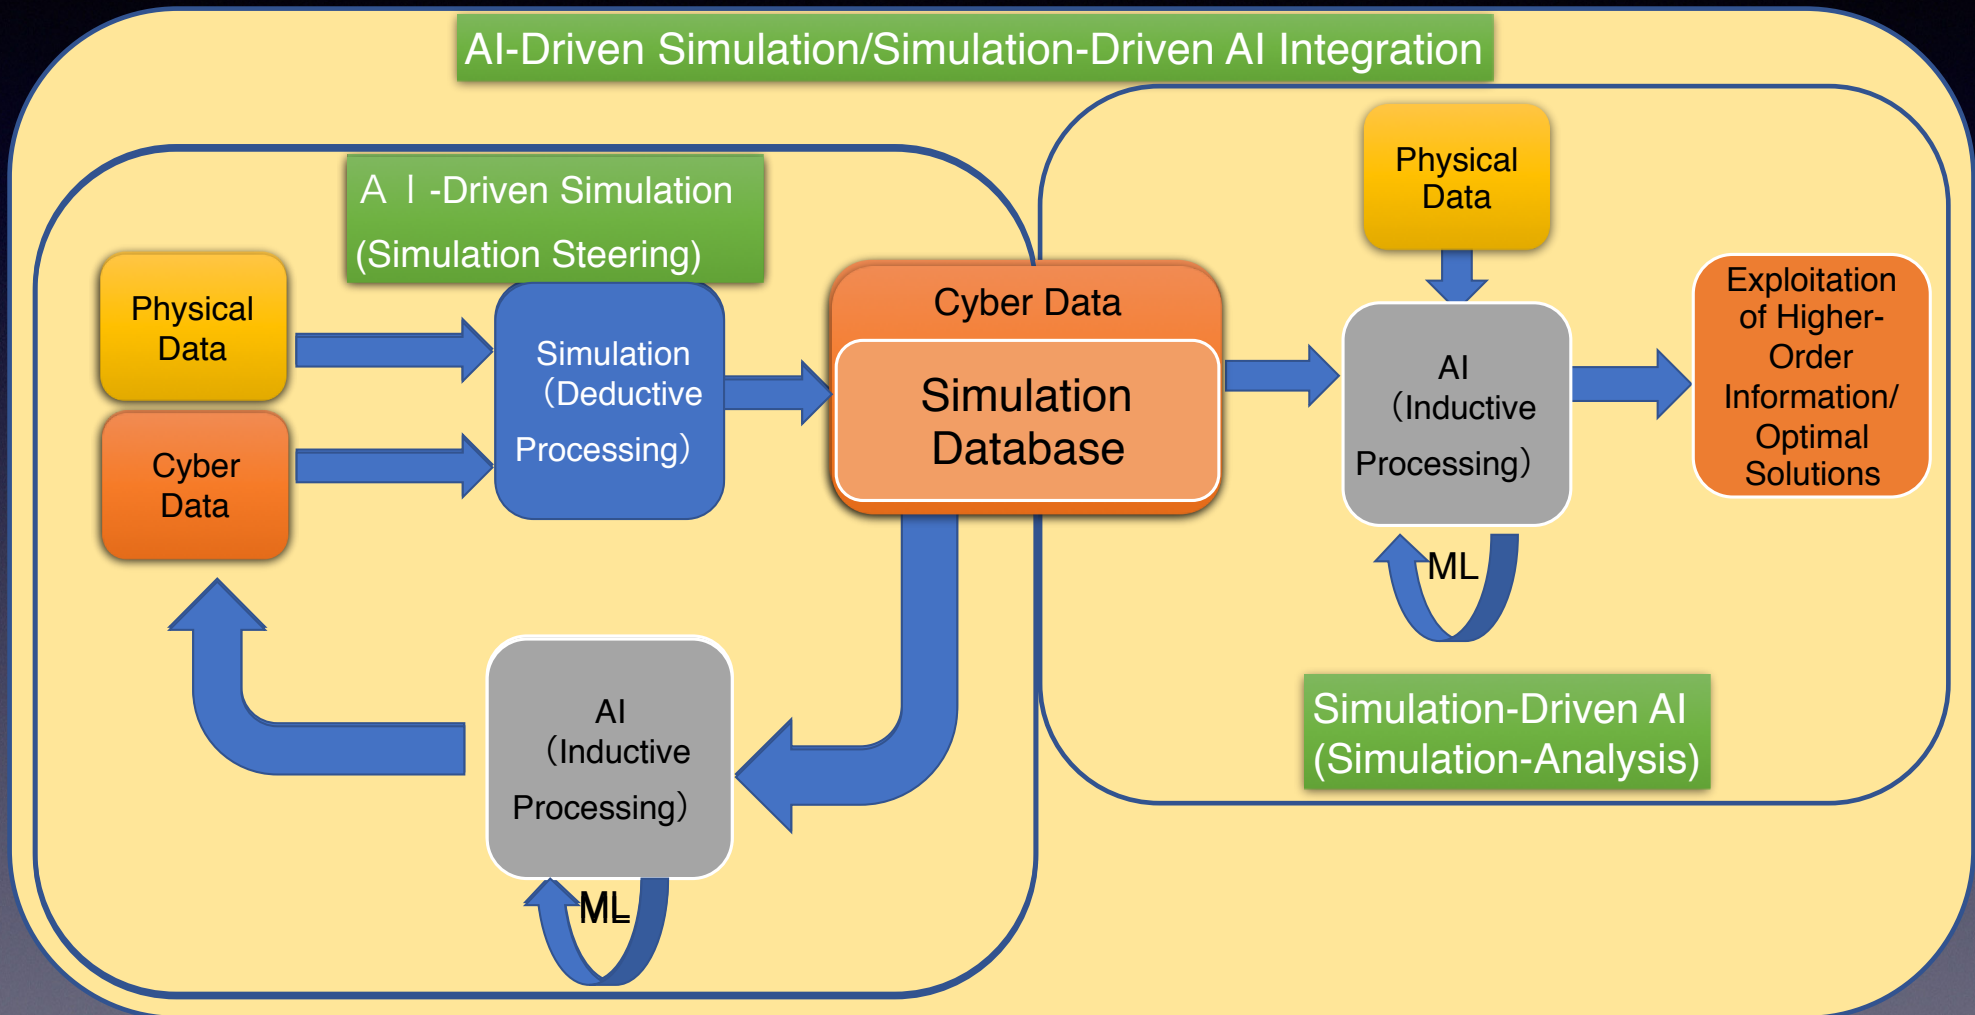 AI-Driven Simulation/Simulation-Driven AI Integration
ＡＩ-Driven Simulation
(Simulation Steering)
Physical
Data
Cyber
Data
Simulation
（Deductive
Processing）
Cyber Data
Simulation
Database
AI
（Inductive
Processing）
ML
Physical
Data
AI
（Inductive
Processing）
ML
Exploitation
of Higher-
Order
Information/
Optimal
Solutions
Simulation-Driven AI
(Simulation-Analysis)